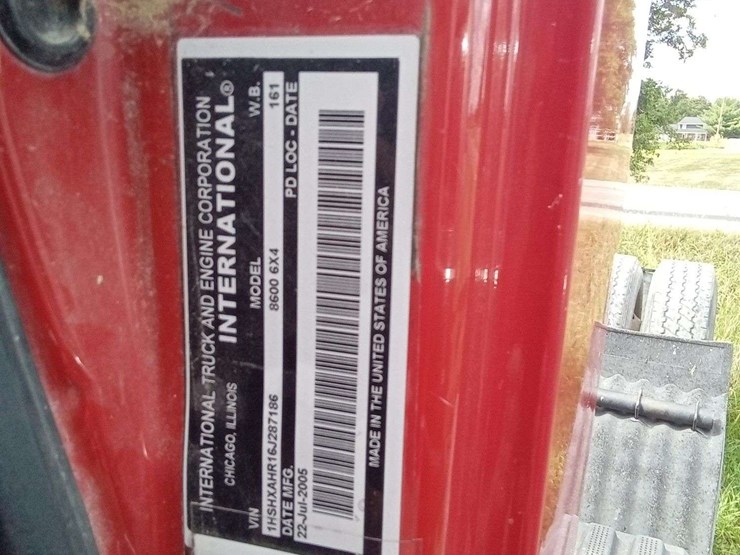 INTERNATIONAL TRUCK AND ENGINE CORPORATION
CHICAGO, ILLINOIS INTERNATIONAL®
VIN MODEL W.B.
1HSHXAHR16J287186 8600 6X4 161
DATE MFG. PD LOC - DATE
22-Jul-2005
MADE IN THE UNITED STATES OF AMERICA